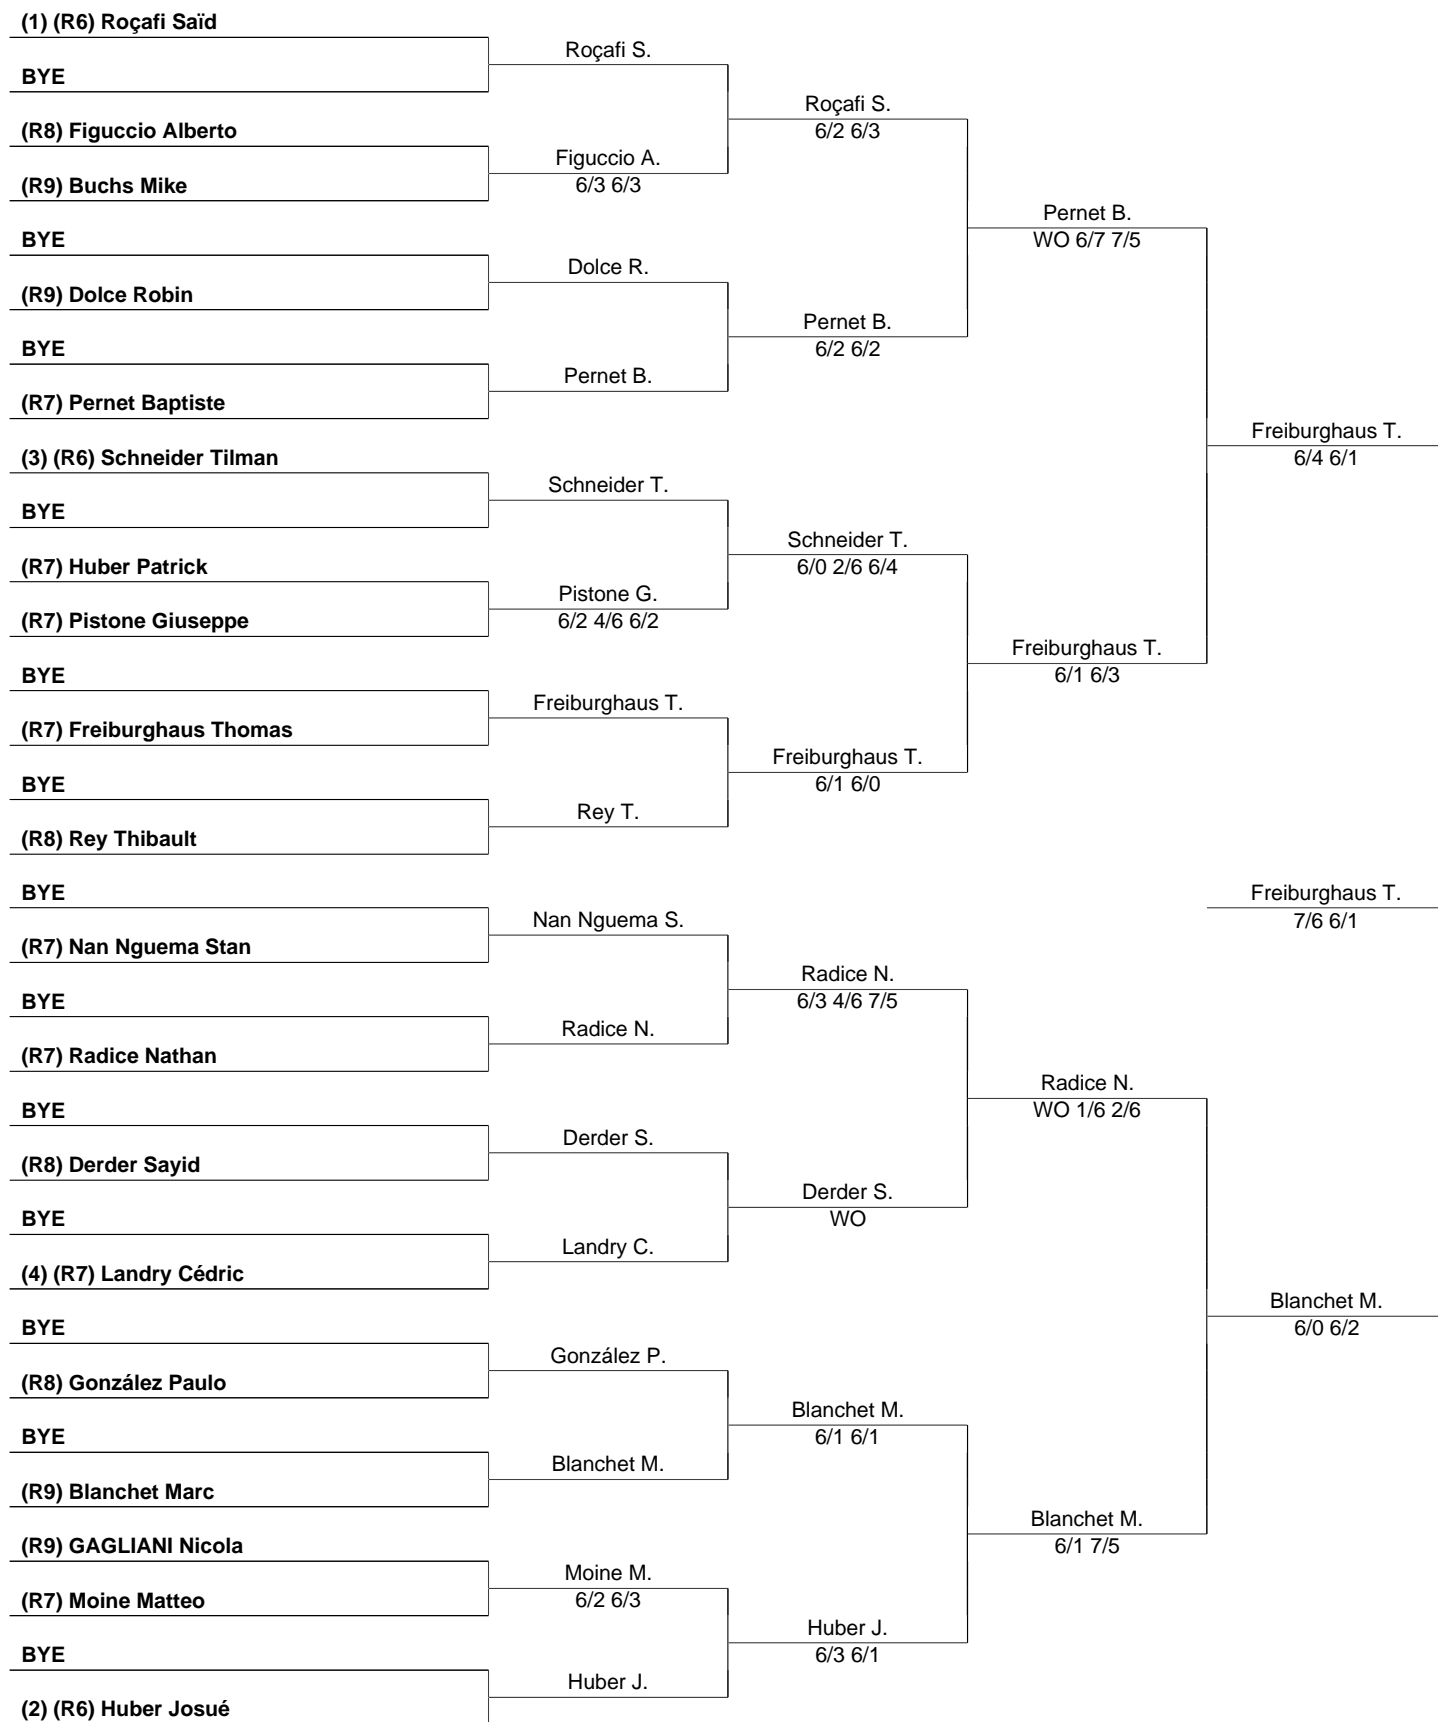 (1) (R6) Roçafi Saïd
BYE
(R8) Figuccio Alberto
(R9) Buchs Mike
BYE
(R9) Dolce Robin
BYE
(R7) Pernet Baptiste
(3) (R6) Schneider Tilman
BYE
(R7) Huber Patrick
(R7) Pistone Giuseppe
BYE
(R7) Freiburghaus Thomas
BYE
(R8) Rey Thibault
BYE
(R7) Nan Nguema Stan
BYE
(R7) Radice Nathan
BYE
(R8) Derder Sayid
BYE
(4) (R7) Landry Cédric
BYE
(R8) González Paulo
BYE
(R9) Blanchet Marc
(R9) GAGLIANI Nicola
(R7) Moine Matteo
BYE
(2) (R6) Huber Josué
Roçafi S.
Figuccio A.
6/3 6/3
Dolce R.
Pernet B.
Schneider T.
Pistone G.
6/2 4/6 6/2
Freiburghaus T.
Rey T.
Nan Nguema S.
Radice N.
Derder S.
Landry C.
González P.
Blanchet M.
Moine M.
6/2 6/3
Huber J.
Roçafi S.
6/2 6/3
Pernet B.
6/2 6/2
Schneider T.
6/0 2/6 6/4
Freiburghaus T.
6/1 6/0
Radice N.
6/3 4/6 7/5
Derder S.
WO
Blanchet M.
6/1 6/1
Huber J.
6/3 6/1
Pernet B.
WO 6/7 7/5
Freiburghaus T.
6/1 6/3
Radice N.
WO 1/6 2/6
Blanchet M.
6/1 7/5
Freiburghaus T.
6/4 6/1
Freiburghaus T.
7/6 6/1
Blanchet M.
6/0 6/2